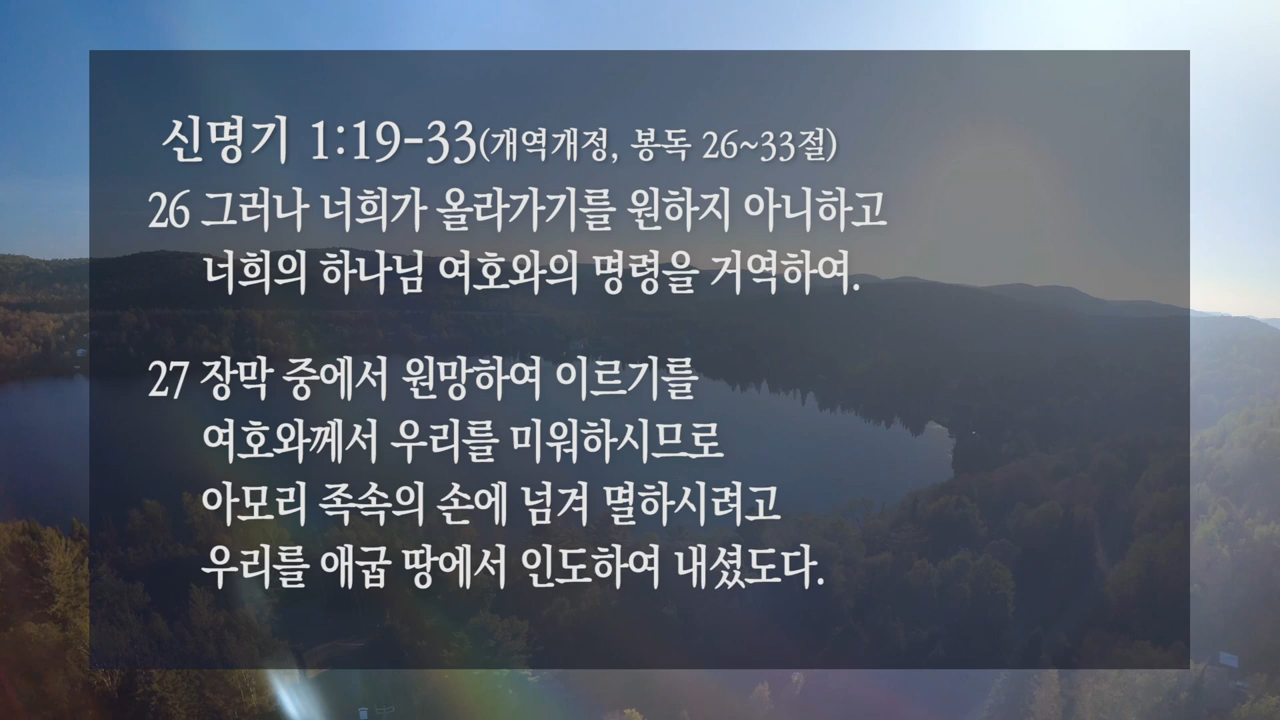 신명기 1:19-33(개역개정, 봉독 26~33절)
26 그러나 너희가 올라가기를 원하지 아니하고
너희의 하나님 여호와의 명령을 거역하여.
27 장막 중에서 원망하여 이르기를
여호와께서 우리를 미워하시므로
아모리 족속의 손에 넘겨 멸하시려고
우리를 애굽 땅에서 인도하여 내셨도다.